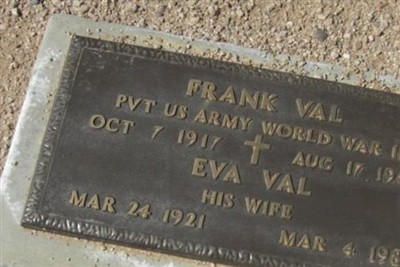 FRANK VAL
PVT US ARMY WORLD WAR
OCT 7 1917 AUG 17
EVA VAL
HIS WIFE
MAR 24 1921 MAR 4